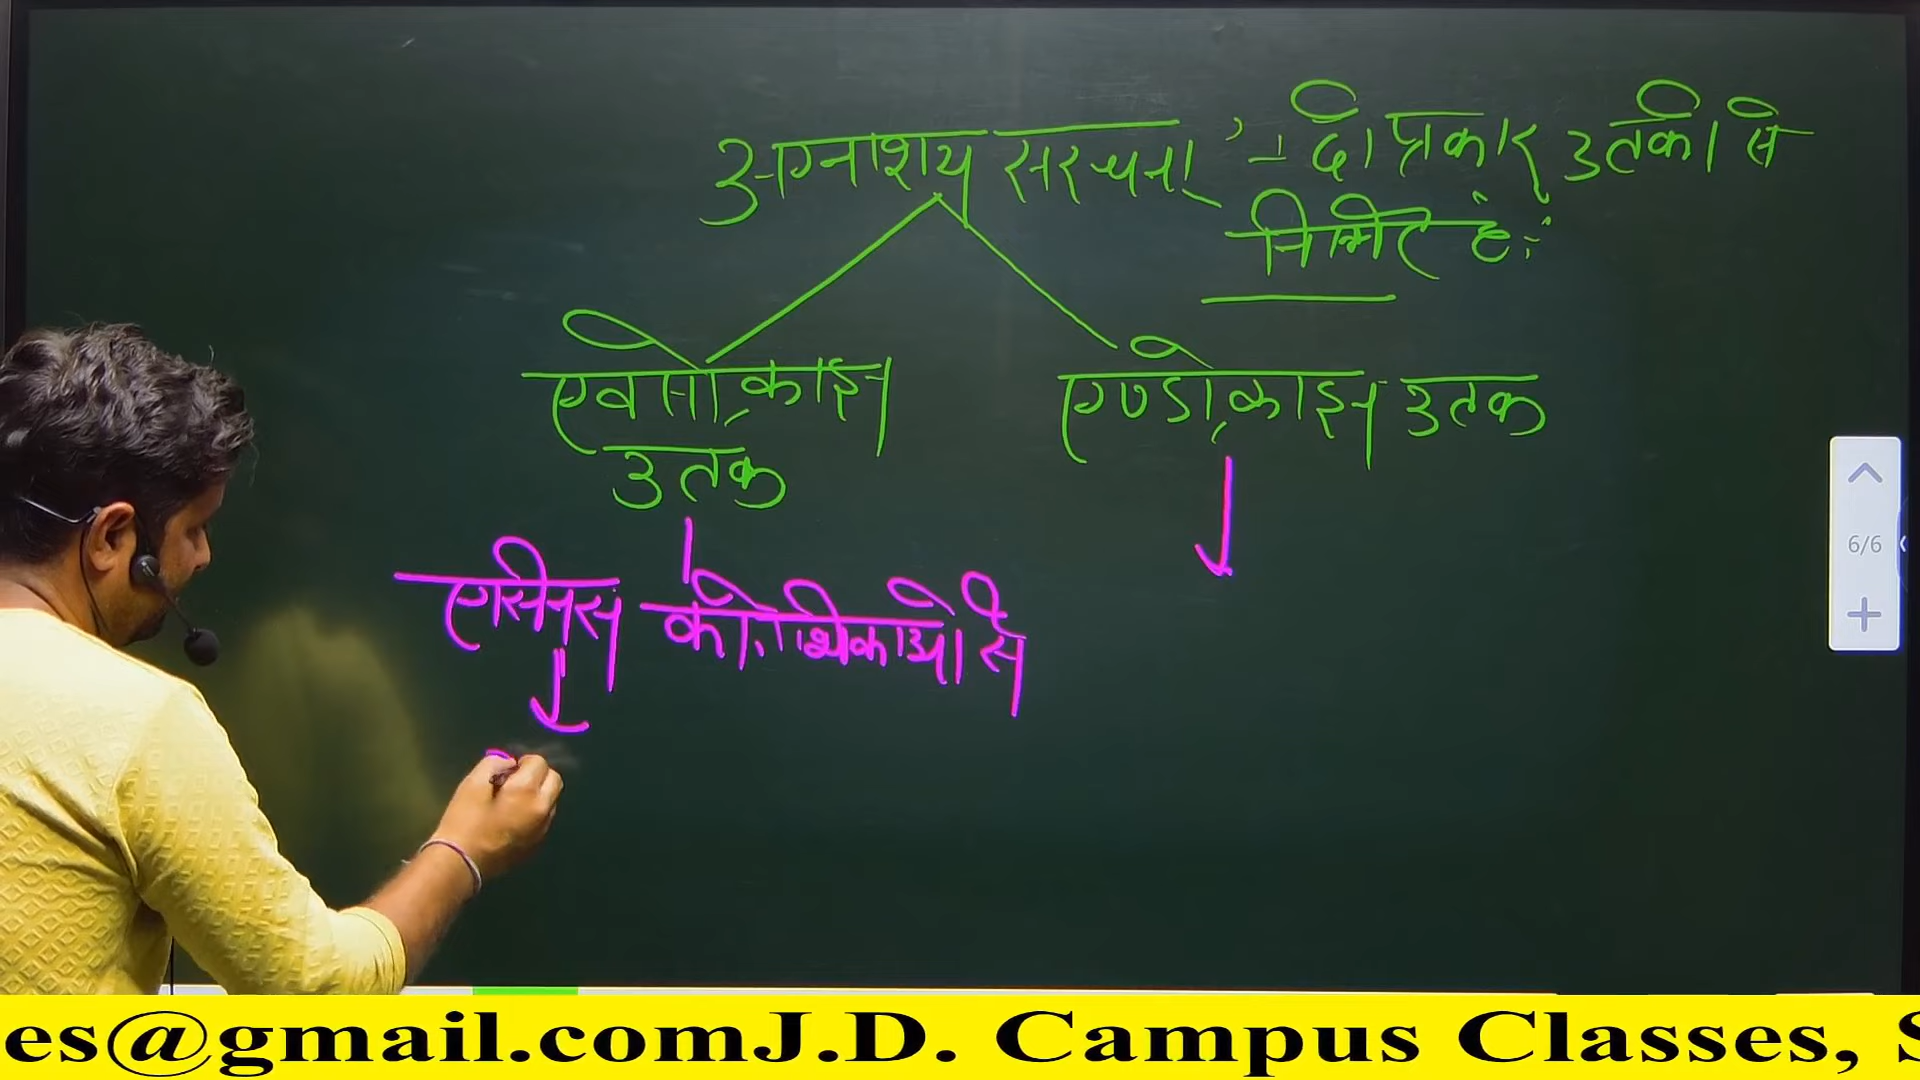 अग्नाशय संरचना :- दो प्रकार उतको से
निर्मित है:-
एक्सोक्राइन
उतक
एण्डोक्राइन उतक
एसीनस कोशिकाओ से
6/6
es@gmail.comJ.D. Campus Classes, S